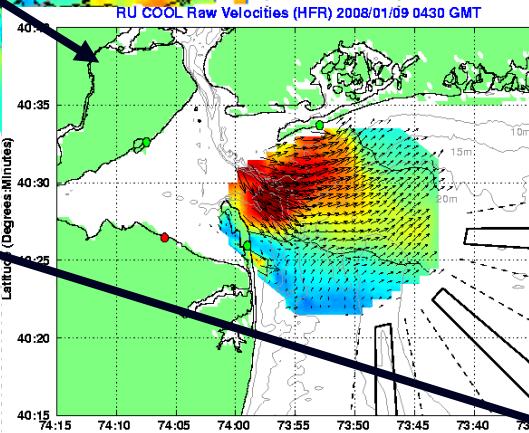 RU COOL Raw Velocities (HFR) 2008/01/09 0430 GMT
40:40
40:35
40:30
40:25
40:20
40:15
Latitude (Degrees:Minutes)
10m
15m
20m
74:15 74:10 74:05 74:00 73:55 73:50 73:45 73:40